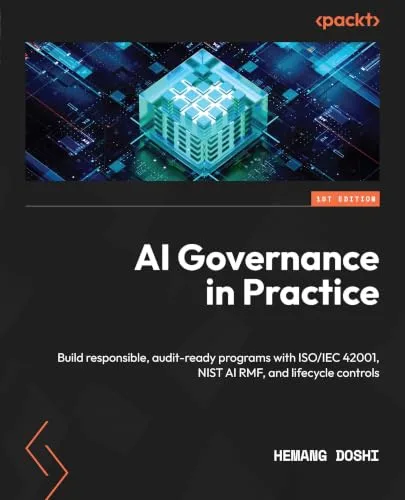 <packt>
1ST EDITION
AI Governance
in Practice
Build responsible, audit-ready programs with ISO/IEC 42001,
NIST AI RMF, and lifecycle controls
HEMANG DOSHI